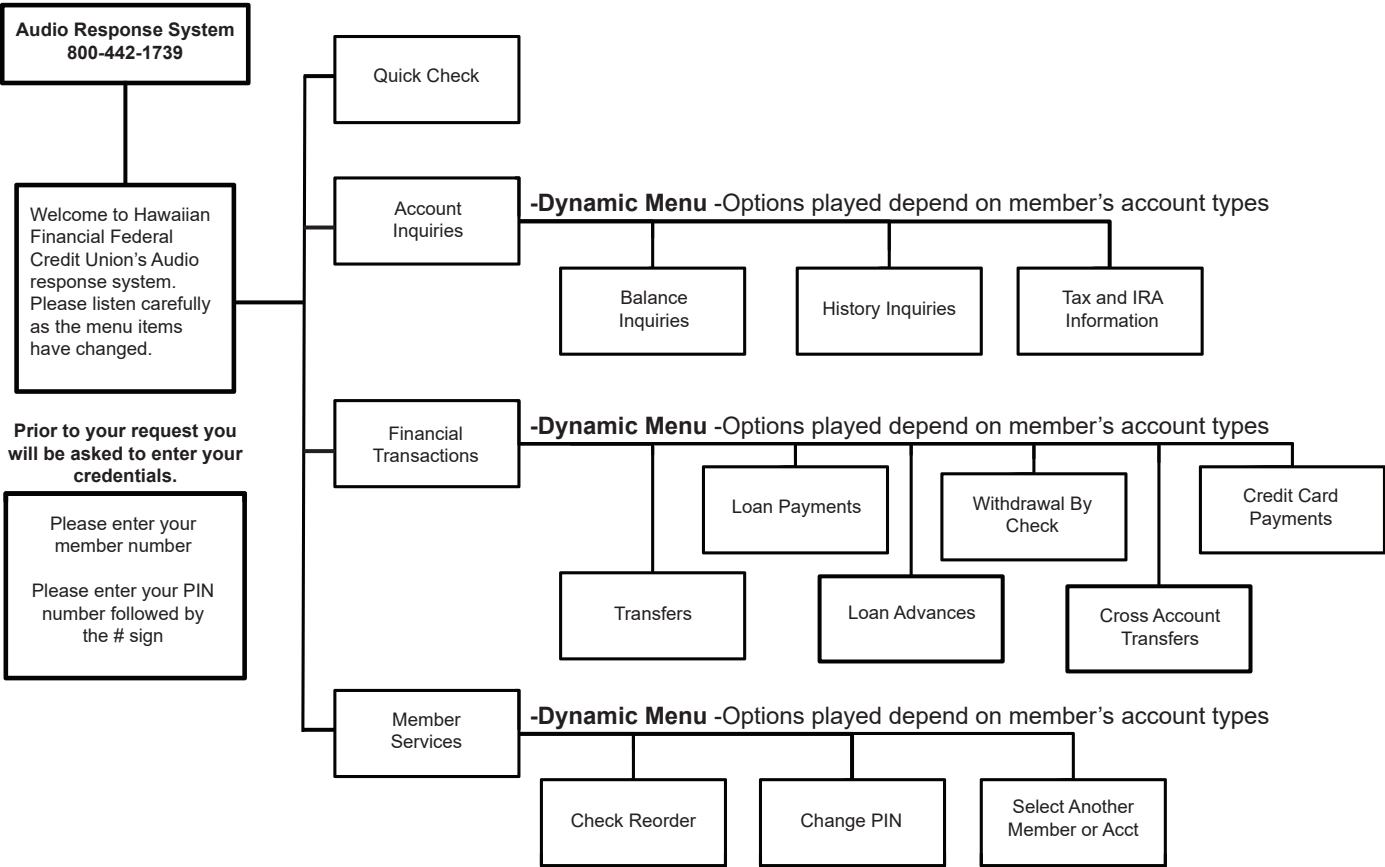 Audio Response System
800-442-1739
Welcome to Hawaiian
Financial Federal
Credit Union’s Audio
response system.
Please listen carefully
as the menu items
have changed.
Prior to your request you
will be asked to enter your
credentials.
Please enter your
member number
Please enter your PIN
number followed by
the # sign
Quick Check
Account
Inquiries
-Dynamic Menu -Options played depend on member’s account types
Balance
Inquiries
History Inquiries
Tax and IRA
Information
Financial
Transactions
-Dynamic Menu -Options played depend on member’s account types
Transfers
Loan Payments
Loan Advances
Withdrawal By
Check
Cross Account
Transfers
Credit Card
Payments
Member
Services
-Dynamic Menu -Options played depend on member’s account types
Check Reorder
Change PIN
Select Another
Member or Acct